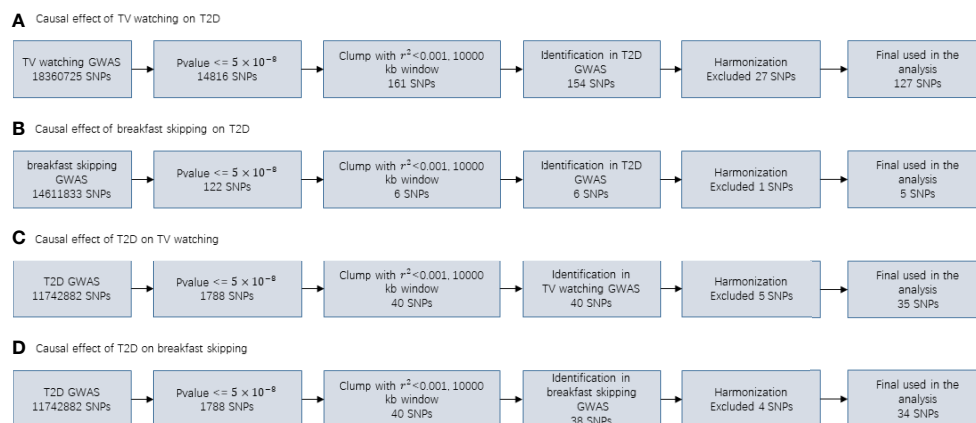 A Causal effect of TV watching on T2D
TV watching GWAS
18360725 SNPs
Pvalue <= 5 × 10⁻⁸
14816 SNPs
Clump with r²<0.001, 10000
kb window
161 SNPs
Identification in T2D
GWAS
154 SNPs
Harmonization
Excluded 27 SNPs
Final used in the
analysis
127 SNPs
B Causal effect of breakfast skipping on T2D
breakfast skipping
GWAS
14611833 SNPs
Pvalue <= 5 × 10⁻⁸
122 SNPs
Clump with r²<0.001, 10000
kb window
6 SNPs
Identification in T2D
GWAS
6 SNPs
Harmonization
Excluded 1 SNPs
Final used in the
analysis
5 SNPs
C Causal effect of T2D on TV watching
T2D GWAS
11742882 SNPs
Pvalue <= 5 × 10⁻⁸
1788 SNPs
Clump with r²<0.001, 10000
kb window
40 SNPs
Identification in
TV watching GWAS
40 SNPs
Harmonization
Excluded 5 SNPs
Final used in the
analysis
35 SNPs
D Causal effect of T2D on breakfast skipping
T2D GWAS
11742882 SNPs
Pvalue <= 5 × 10⁻⁸
1788 SNPs
Clump with r²<0.001, 10000
kb window
40 SNPs
Identification in
breakfast skipping
GWAS
38 SNPs
Harmonization
Excluded 4 SNPs
Final used in the
analysis
34 SNPs